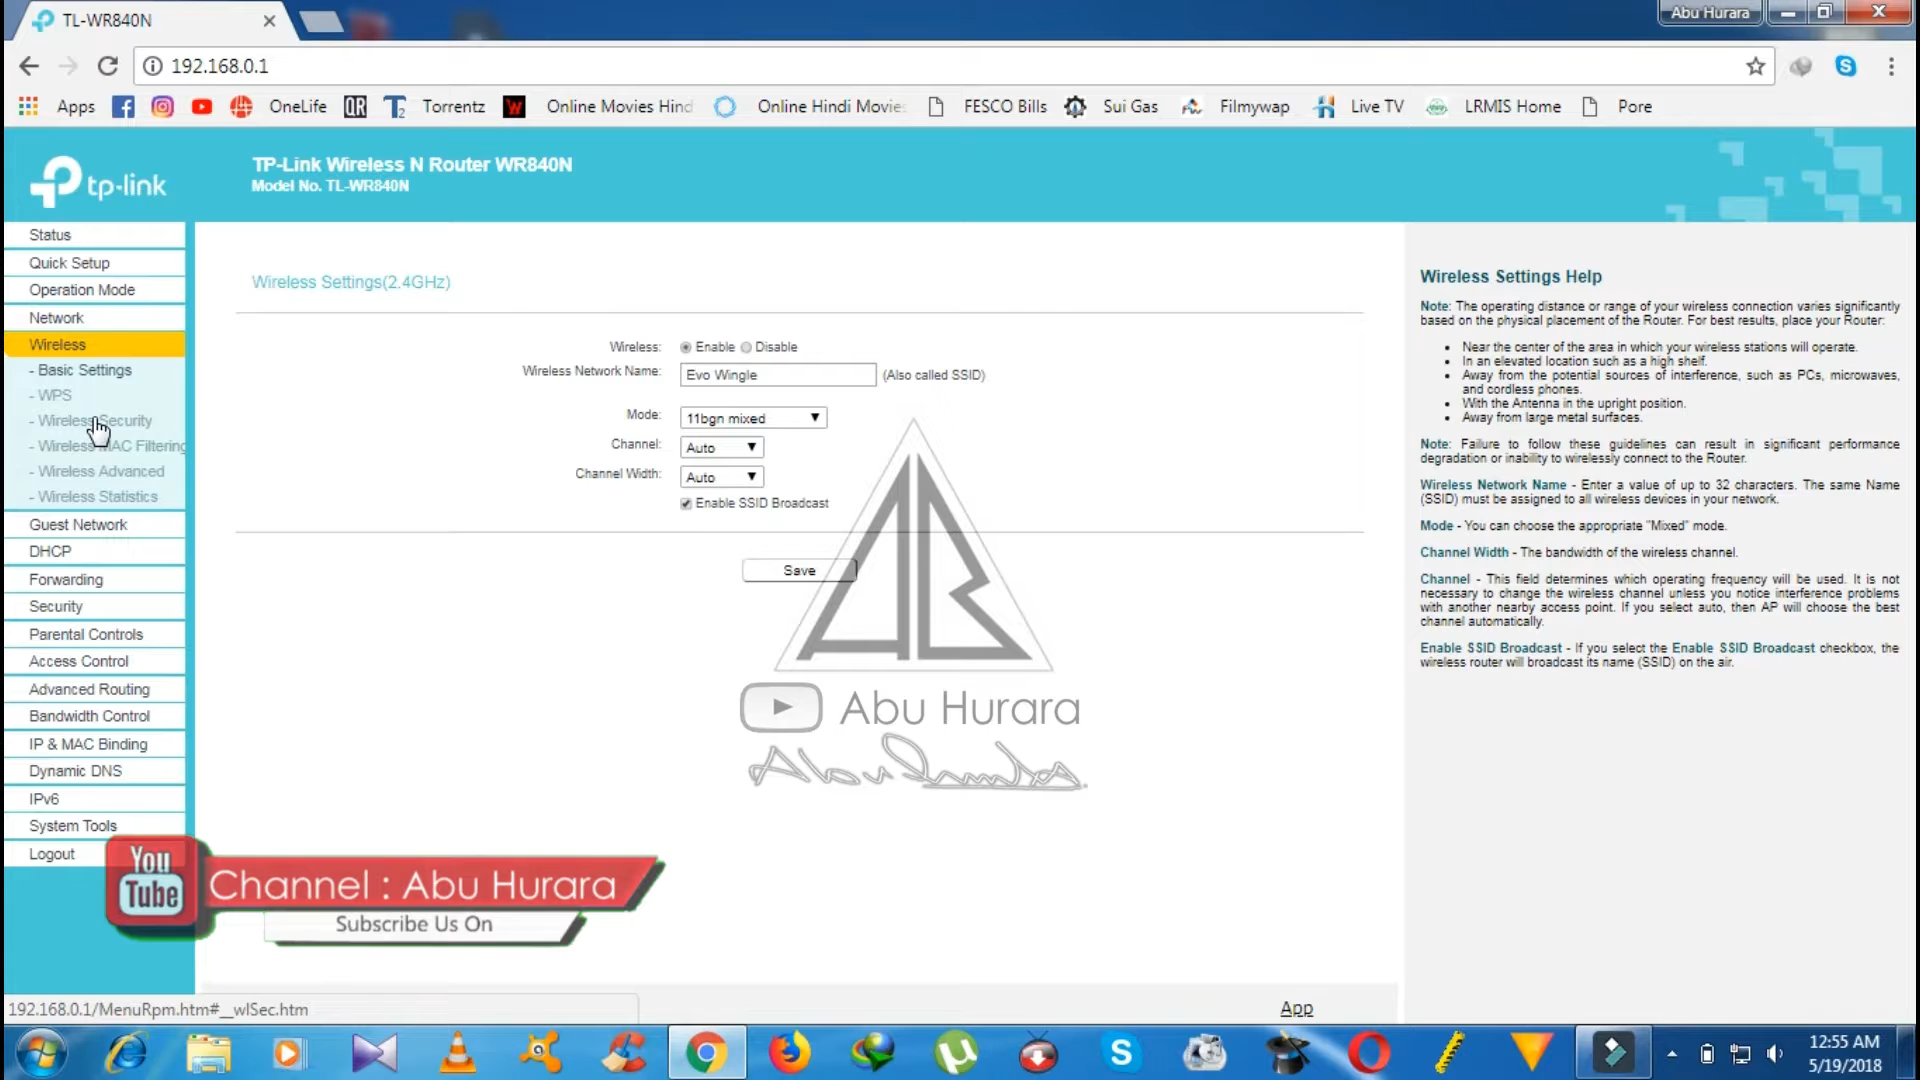 TL-WR840N
Abu Hurara
192.168.0.1
Apps
OneLife
QR
T2
Torrentz
W
Online Movies Hind
Online Hindi Movies
FESCO Bills
Sui Gas
Filmywap
Live TV
LRMIS Home
Pore
tp-link
TP-Link Wireless N Router WR840N
Model No. TL-WR840N
Status
Quick Setup
Operation Mode
Network
Wireless
- Basic Settings
- WPS
- Wireless Security
- Wireless MAC Filtering
- Wireless Advanced
- Wireless Statistics
Guest Network
DHCP
Forwarding
Security
Parental Controls
Access Control
Advanced Routing
Bandwidth Control
IP & MAC Binding
Dynamic DNS
IPv6
System Tools
Logout
Wireless Settings(2.4GHz)
Wireless: Enable Disable
Wireless Network Name: Evo Wingle (Also called SSID)
Mode: 11bgn mixed
Channel: Auto
Channel Width: Auto
Enable SSID Broadcast
Save
Abu Hurara
Wireless Settings Help
Note: The operating distance or range of your wireless connection varies significantly
based on the physical placement of the Router. For best results, place your Router:
• Near the center of the area in which your wireless stations will operate.
• In an elevated location such as a high shelf.
• Away from the potential sources of interference, such as PCs, microwaves,
and cordless phones.
• With the Antenna in the upright position.
• Away from large metal surfaces.
Note: Failure to follow these guidelines can result in significant performance
degradation or inability to wirelessly connect to the Router.
Wireless Network Name - Enter a value of up to 32 characters. The same Name
(SSID) must be assigned to all wireless devices in your network.
Mode - You can choose the appropriate "Mixed" mode.
Channel Width - The bandwidth of the wireless channel.
Channel - This field determines which operating frequency will be used. It is not
necessary to change the wireless channel unless you notice interference problems
with another nearby access point. If you select auto, then AP will choose the best
channel automatically.
Enable SSID Broadcast - If you select the Enable SSID Broadcast checkbox, the
wireless router will broadcast its name (SSID) on the air.
You
Tube
Channel : Abu Hurara
Subscribe Us On
192.168.0.1/MenuRpm.htm#__wlSec.htm
App
12:55 AM
5/19/2018